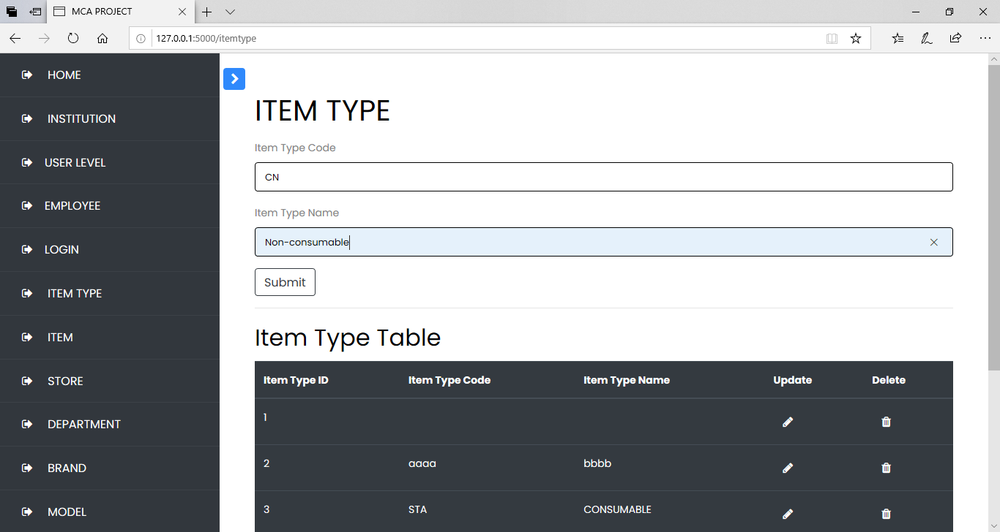 MCA PROJECT
127.0.0.1:5000/itemtype
HOME
INSTITUTION
USER LEVEL
EMPLOYEE
LOGIN
ITEM TYPE
ITEM
STORE
DEPARTMENT
BRAND
MODEL
ITEM TYPE
Item Type Code
CN
Item Type Name
Non-consumable
Submit
Item Type Table
Item Type ID Item Type Code Item Type Name Update Delete
1
2 aaaa bbbb
3 STA CONSUMABLE